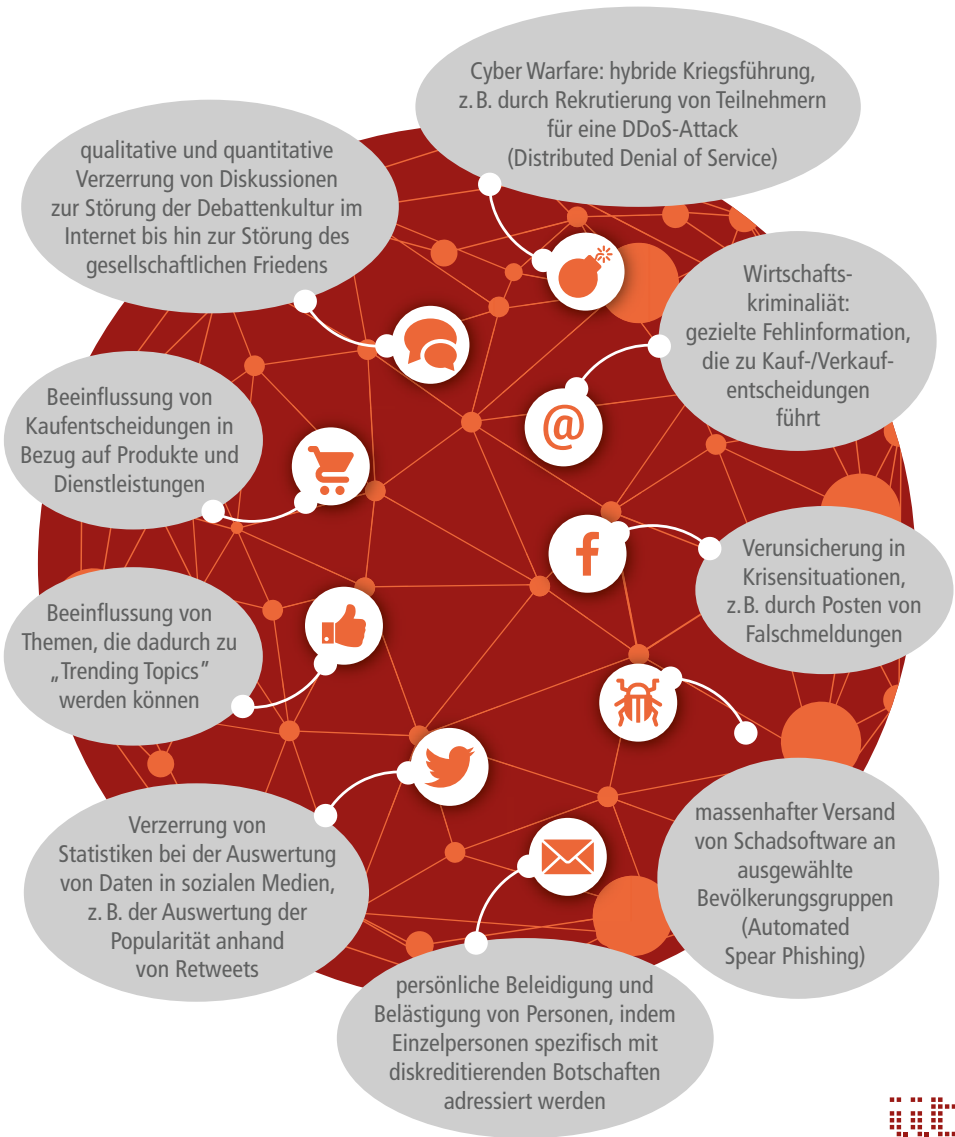 Cyber Warfare: hybride Kriegsführung,
z. B. durch Rekrutierung von Teilnehmern
für eine DDoS-Attack
(Distributed Denial of Service)
qualitative und quantitative
Verzerrung von Diskussionen
zur Störung der Debattenkultur im
Internet bis hin zur Störung des
gesellschaftlichen Friedens
Wirtschafts-
kriminaliät:
gezielte Fehlinformation,
die zu Kauf-/Verkauf-
entscheidungen
führt
Beeinflussung von
Kaufentscheidungen in
Bezug auf Produkte und
Dienstleistungen
@
f
Verunsicherung in
Krisensituationen,
z. B. durch Posten von
Falschmeldungen
Beeinflussung von
Themen, die dadurch zu
„Trending Topics"
werden können
Verzerrung von
Statistiken bei der Auswertung
von Daten in sozialen Medien,
z. B. der Auswertung der
Popularität anhand
von Retweets
massenhafter Versand
von Schadsoftware an
ausgewählte
Bevölkerungsgruppen
(Automated
Spear Phishing)
persönliche Beleidigung und
Belästigung von Personen, indem
Einzelpersonen spezifisch mit
diskreditierenden Botschaften
adressiert werden